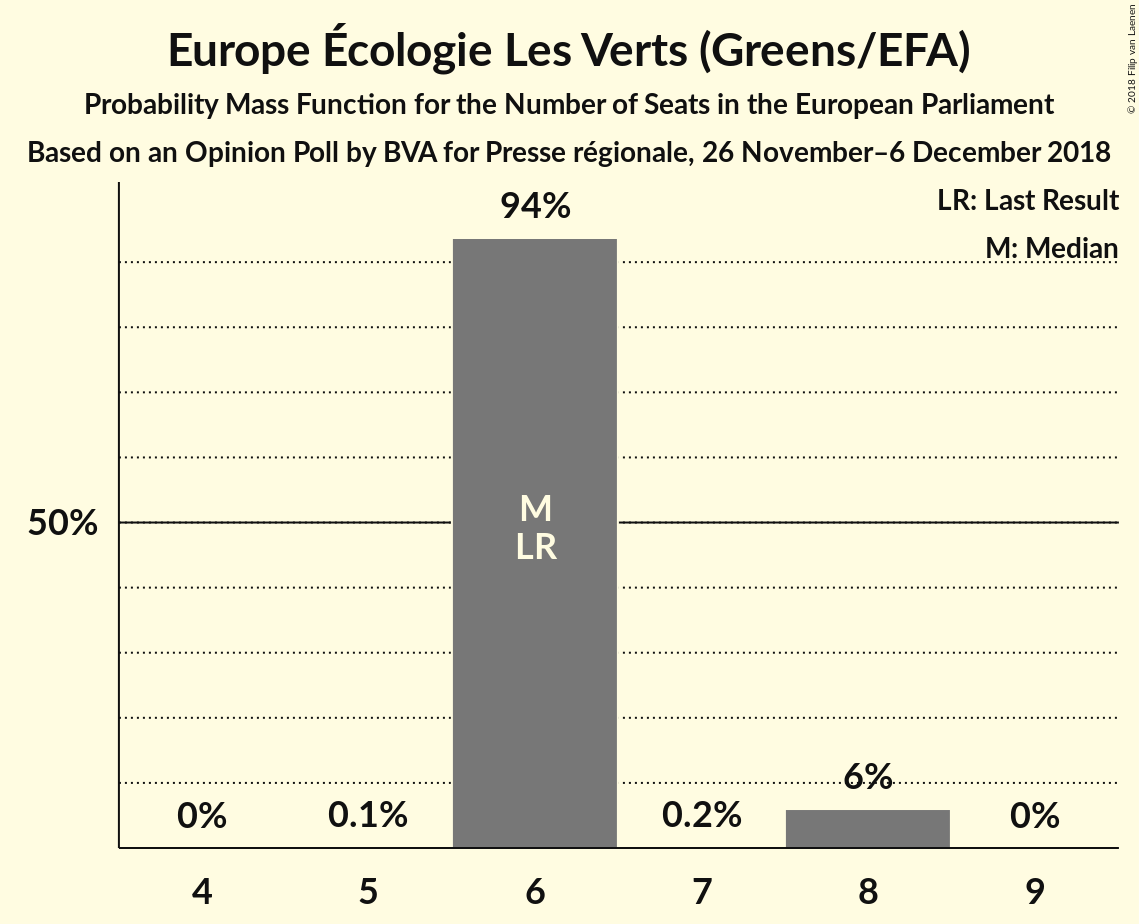 Europe Écologie Les Verts (Greens/EFA)
Probability Mass Function for the Number of Seats in the European Parliament
Based on an Opinion Poll by BVA for Presse régionale, 26 November–6 December 2018
© 2018 Filip van Laenen
LR: Last Result
M: Median
94%
50%
M
LR
0%
0.1%
0.2%
6%
0%
4
5
6
7
8
9